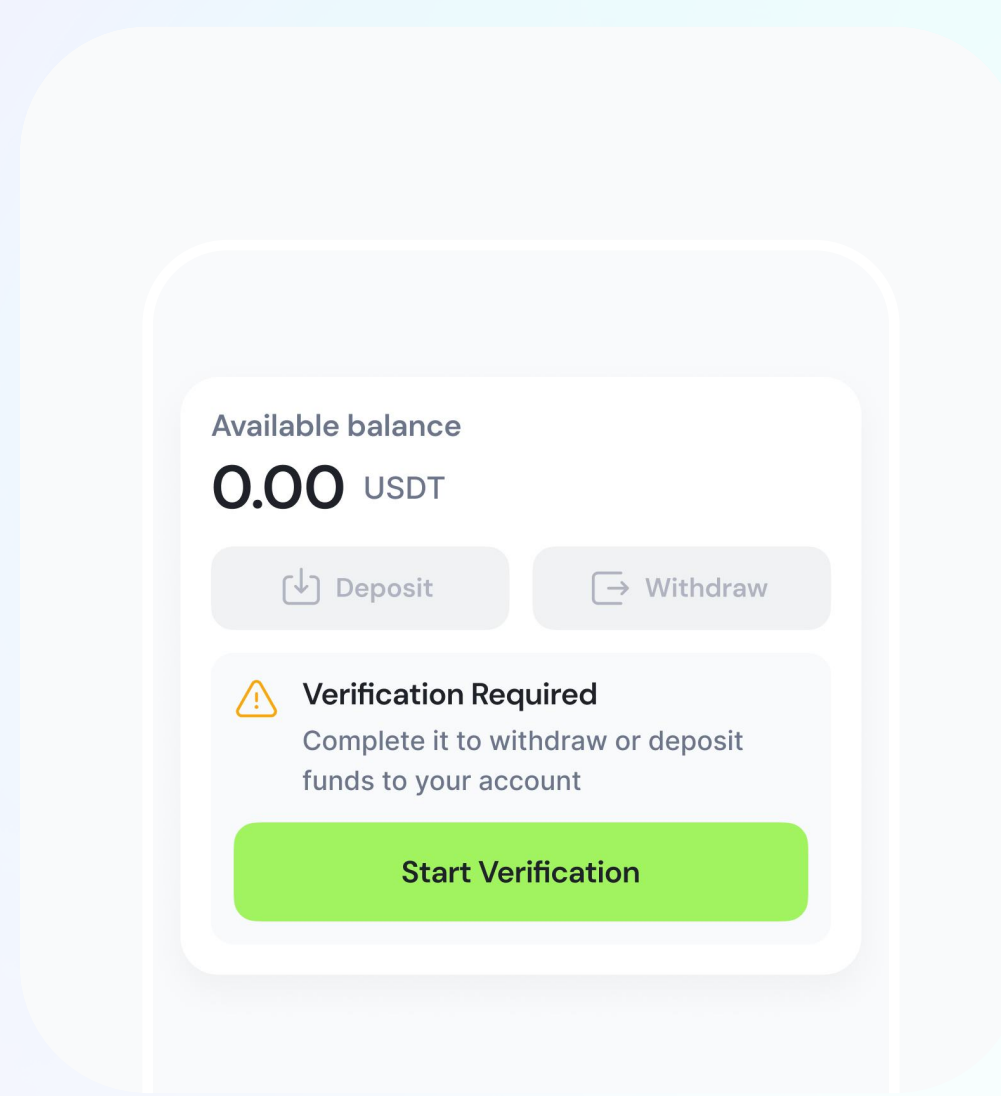 Available balance
0.00 USDT
Deposit
Withdraw
Verification Required
Complete it to withdraw or deposit
funds to your account
Start Verification